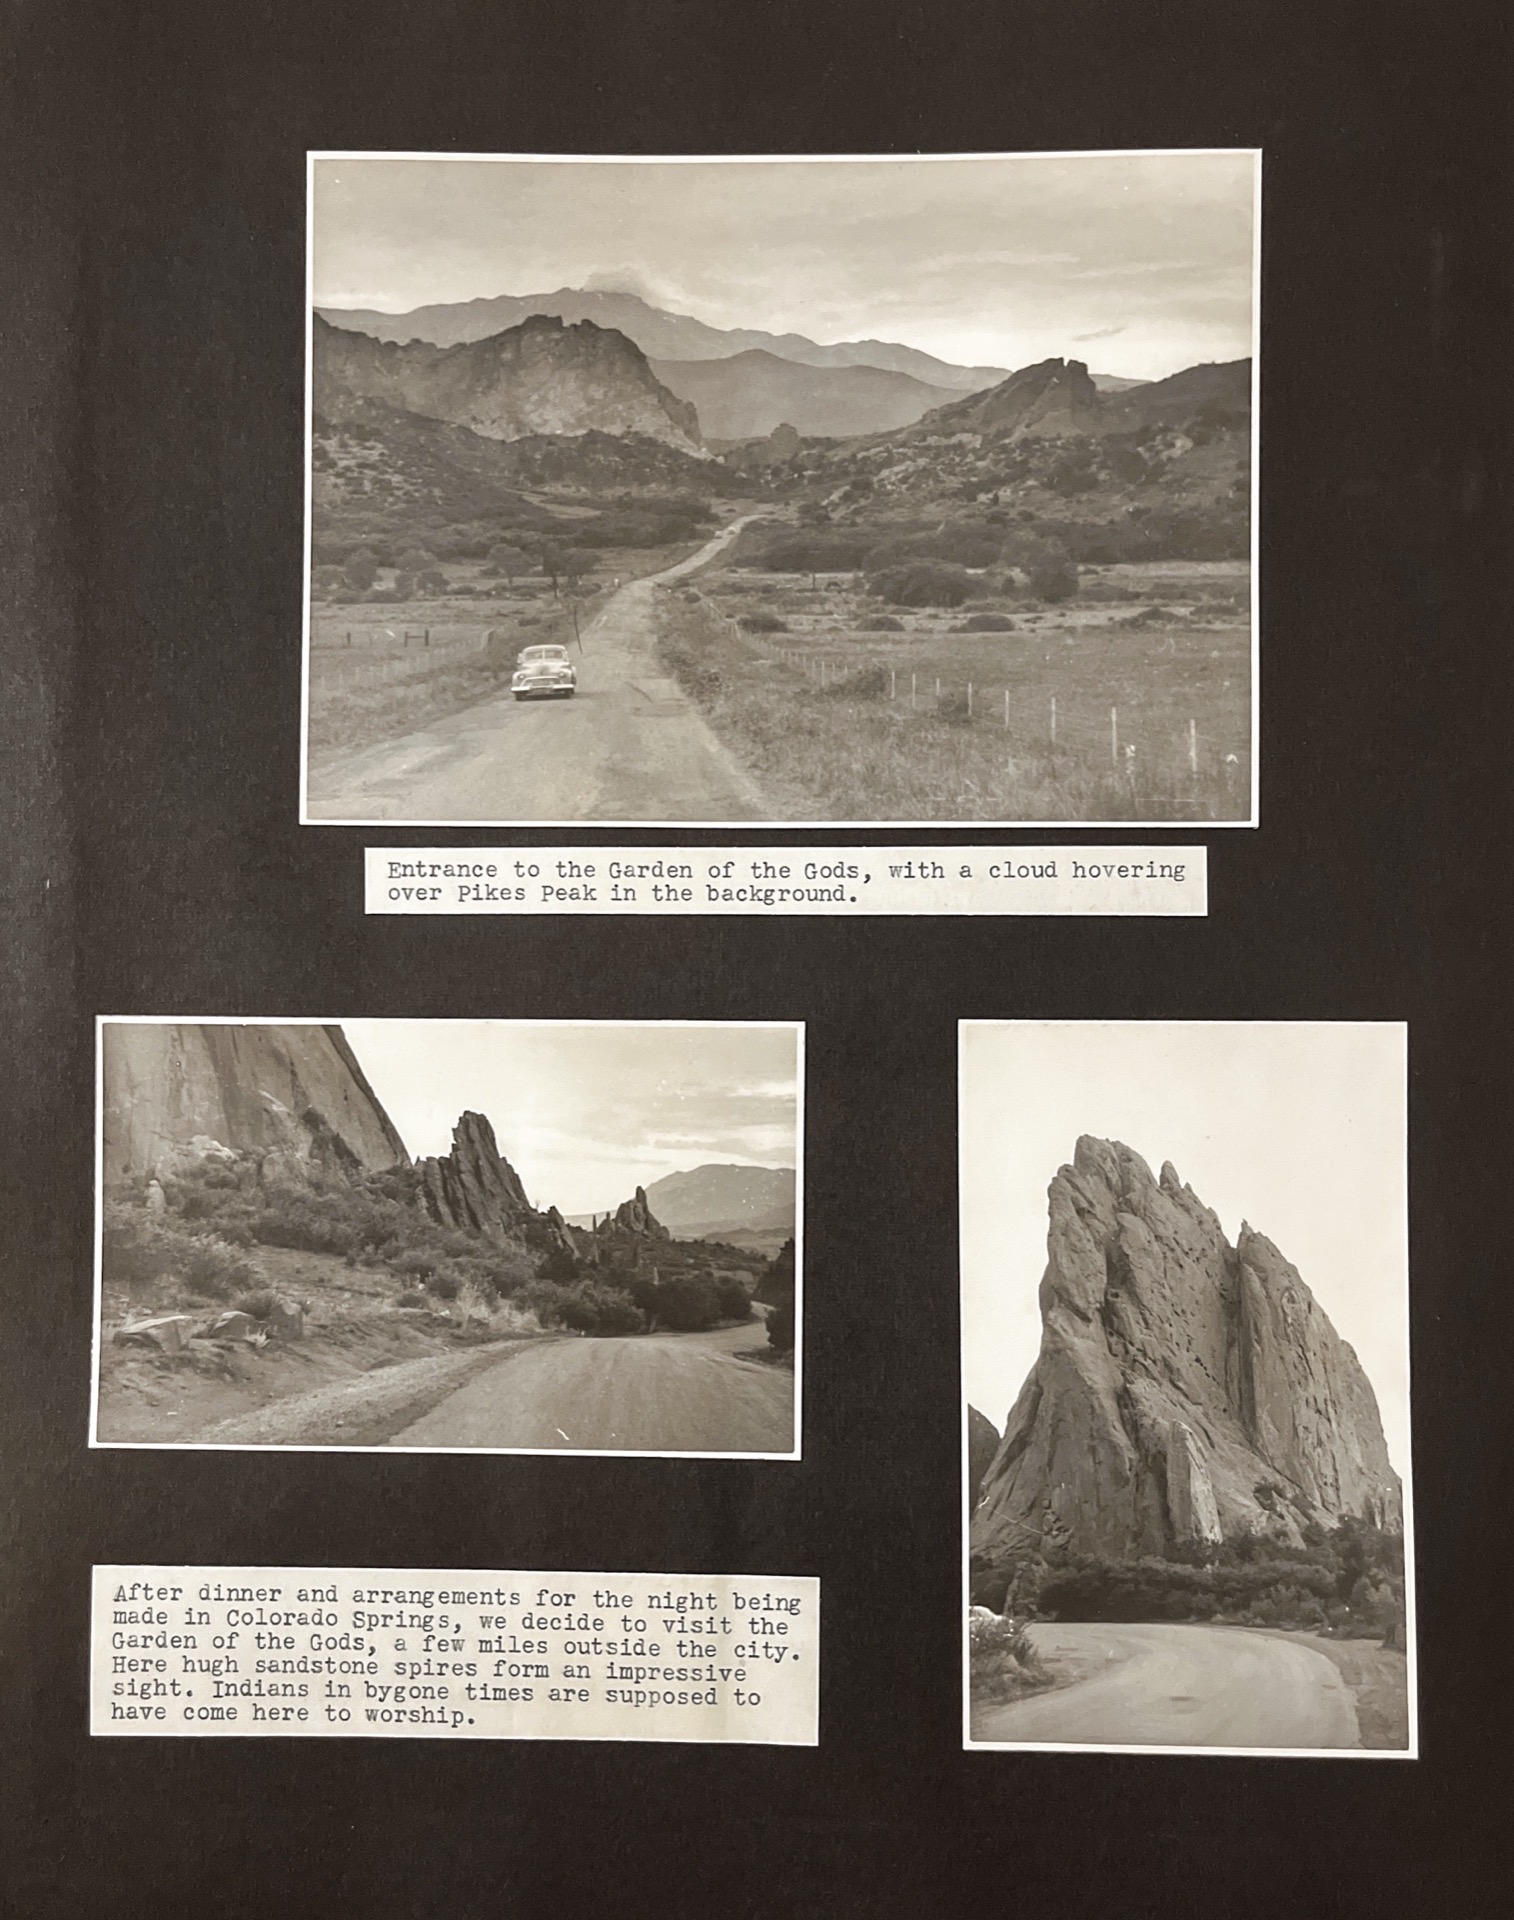 Entrance to the Garden of the Gods, with a cloud hovering
over Pikes Peak in the background.
After dinner and arrangements for the night being
made in Colorado Springs, we decide to visit the
Garden of the Gods, a few miles outside the city.
Here hugh sandstone spires form an impressive
sight. Indians in bygone times are supposed to
have come here to worship.